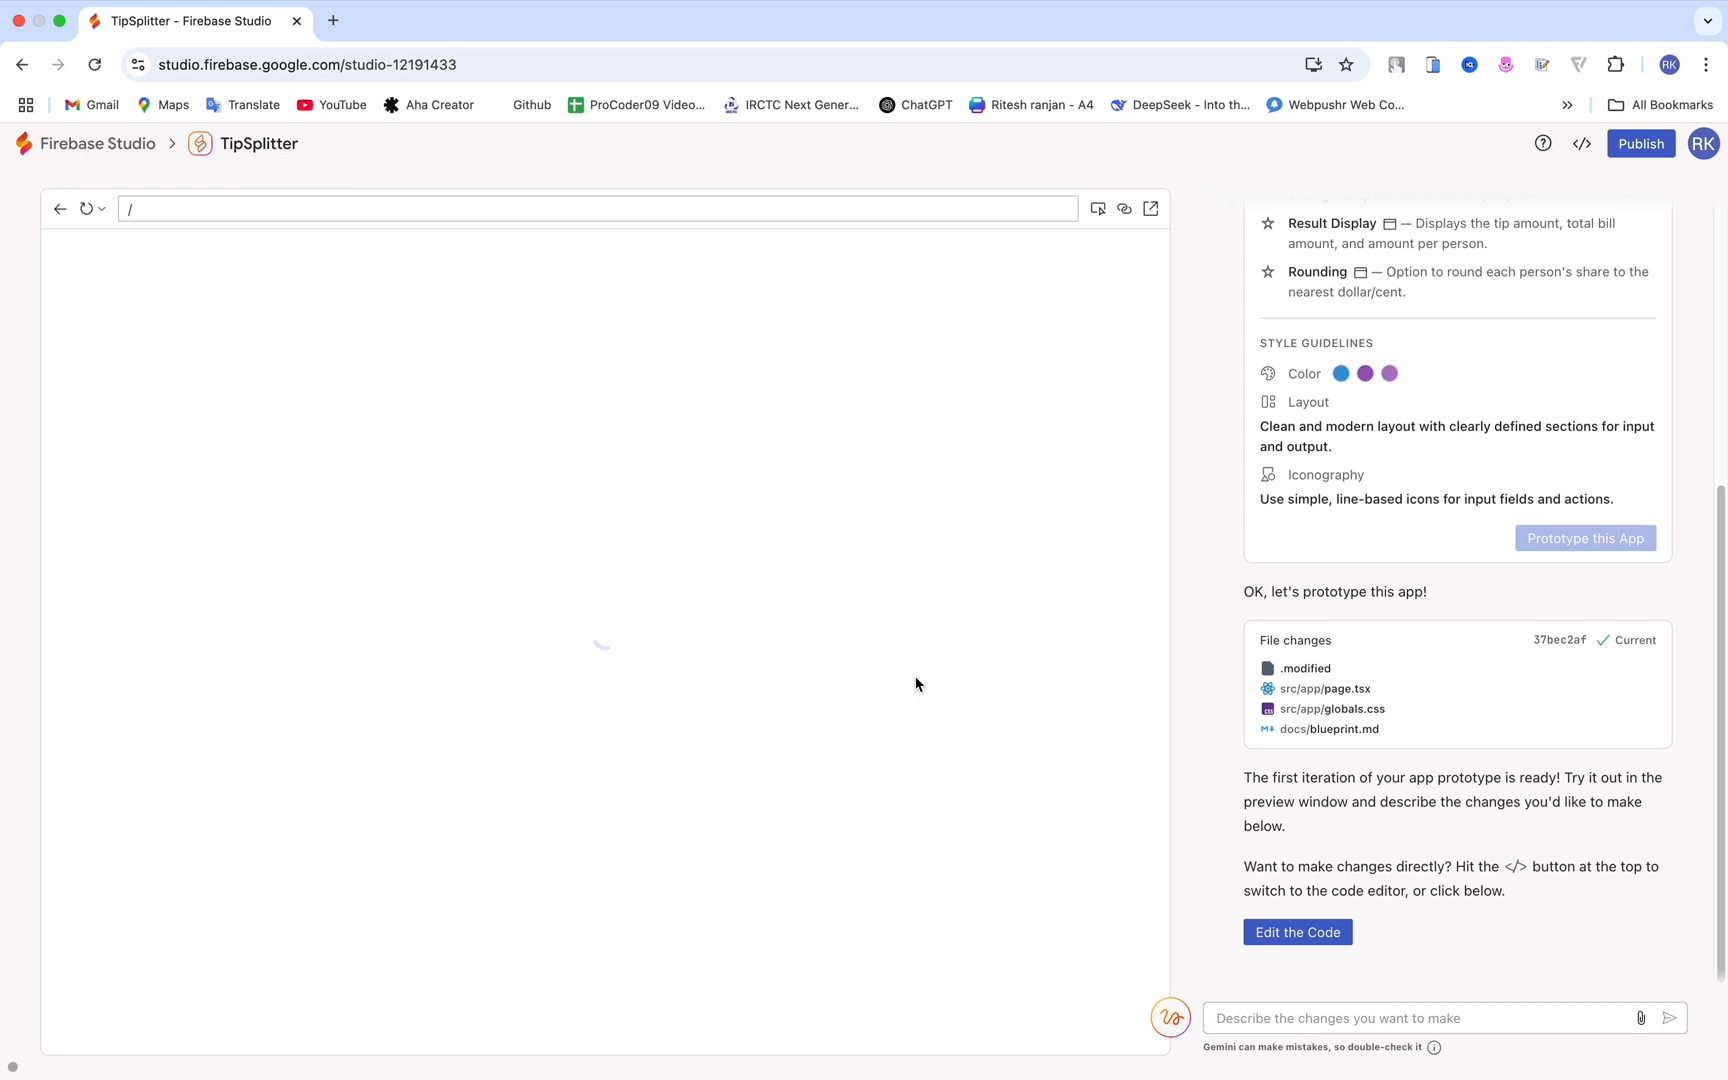 TipSplitter - Firebase Studio
studio.firebase.google.com/studio-12191433
RK
Gmail Maps Translate YouTube Aha Creator Github ProCoder09 Video... IRCTC Next Gener... ChatGPT Ritesh ranjan - A4 DeepSeek - Into th... Webpushr Web Co... All Bookmarks
Firebase Studio > TipSplitter
</> Publish RK
/
Result Display — Displays the tip amount, total bill
amount, and amount per person.
Rounding — Option to round each person's share to the
nearest dollar/cent.
STYLE GUIDELINES
Color
Layout
Clean and modern layout with clearly defined sections for input
and output.
Iconography
Use simple, line-based icons for input fields and actions.
Prototype this App
OK, let's prototype this app!
File changes 37bec2af Current
.modified
src/app/page.tsx
src/app/globals.css
docs/blueprint.md
The first iteration of your app prototype is ready! Try it out in the
preview window and describe the changes you'd like to make
below.
Want to make changes directly? Hit the </> button at the top to
switch to the code editor, or click below.
Edit the Code
Describe the changes you want to make
Gemini can make mistakes, so double-check it